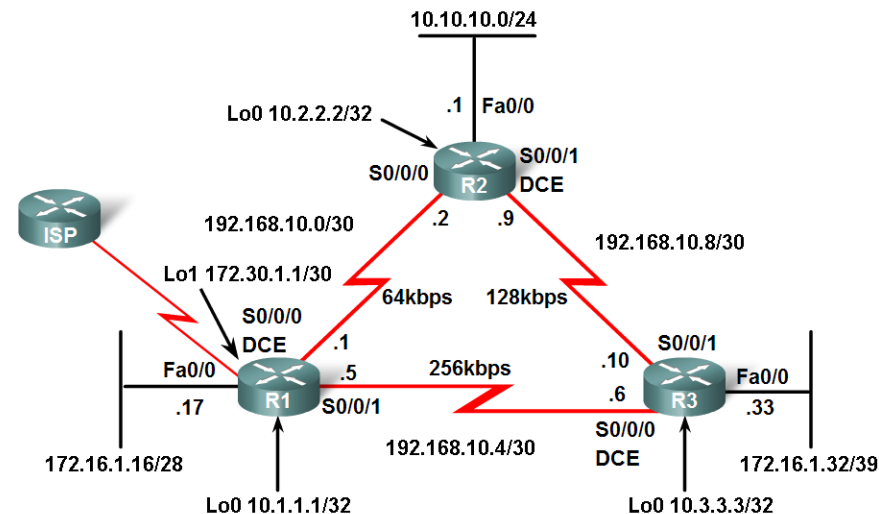 10.10.10.0/24
.1 Fa0/0
Lo0 10.2.2.2/32
S0/0/0
S0/0/1
DCE
R2
.2
.9
ISP
192.168.10.0/30
192.168.10.8/30
Lo1 172.30.1.1/30
64kbps
128kbps
S0/0/0
DCE
.1
S0/0/1
.10
Fa0/0
.5
256kbps
Fa0/0
.17
R1
S0/0/1
.6
R3
.33
S0/0/0
DCE
192.168.10.4/30
172.16.1.16/28
172.16.1.32/39
Lo0 10.1.1.1/32
Lo0 10.3.3.3/32